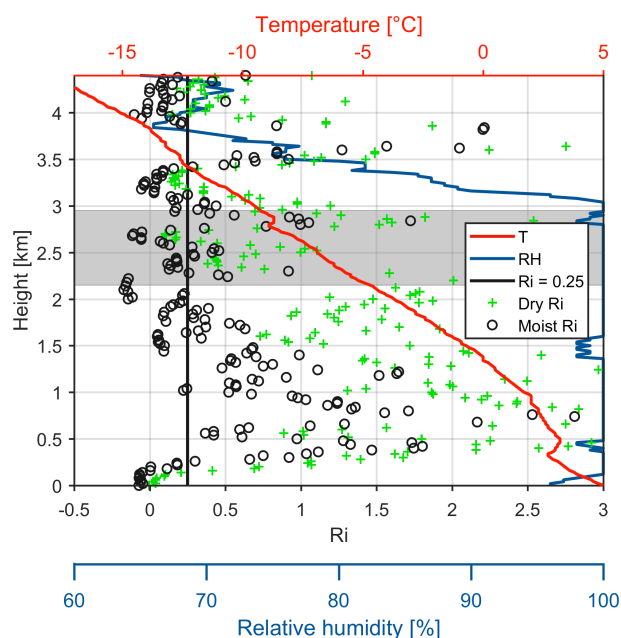 Temperature [°C]
-15 -10 -5 0 5
4
3.5
3
2.5
2
1.5
1
0.5
0
Height [km]
T
RH
Ri = 0.25
Dry Ri
Moist Ri
-0.5 0 0.5 1 1.5 2 2.5 3
Ri
60 70 80 90 100
Relative humidity [%]